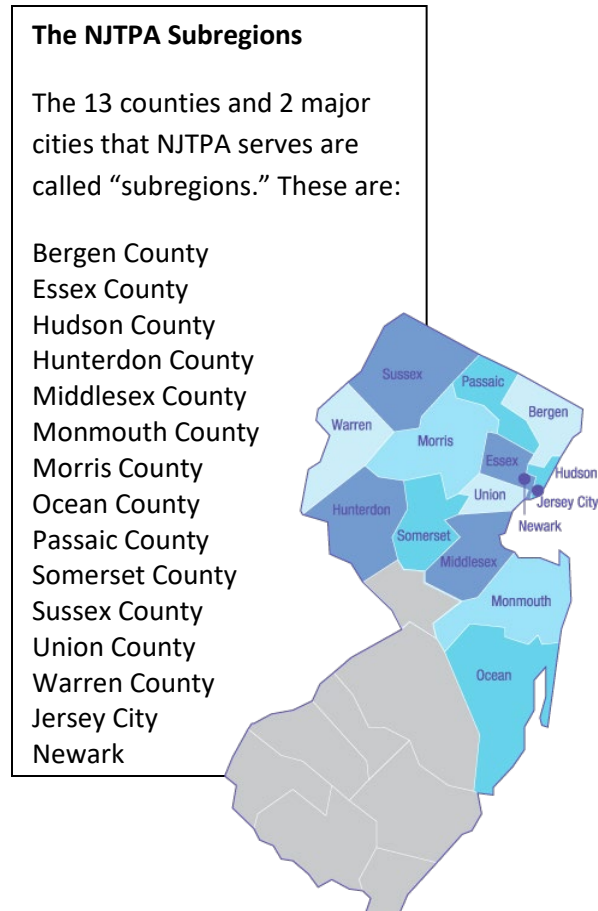 The NJTPA Subregions
The 13 counties and 2 major
cities that NJTPA serves are
called “subregions.” These are:
Bergen County
Essex County
Hudson County
Hunterdon County
Middlesex County
Monmouth County
Morris County
Ocean County
Passaic County
Somerset County
Sussex County
Union County
Warren County
Jersey City
Newark
Sussex
Passaic
Bergen
Warren
Morris
Essex
Hudson
Union
Jersey City
Hunterdon
Newark
Somerset
Middlesex
Monmouth
Ocean